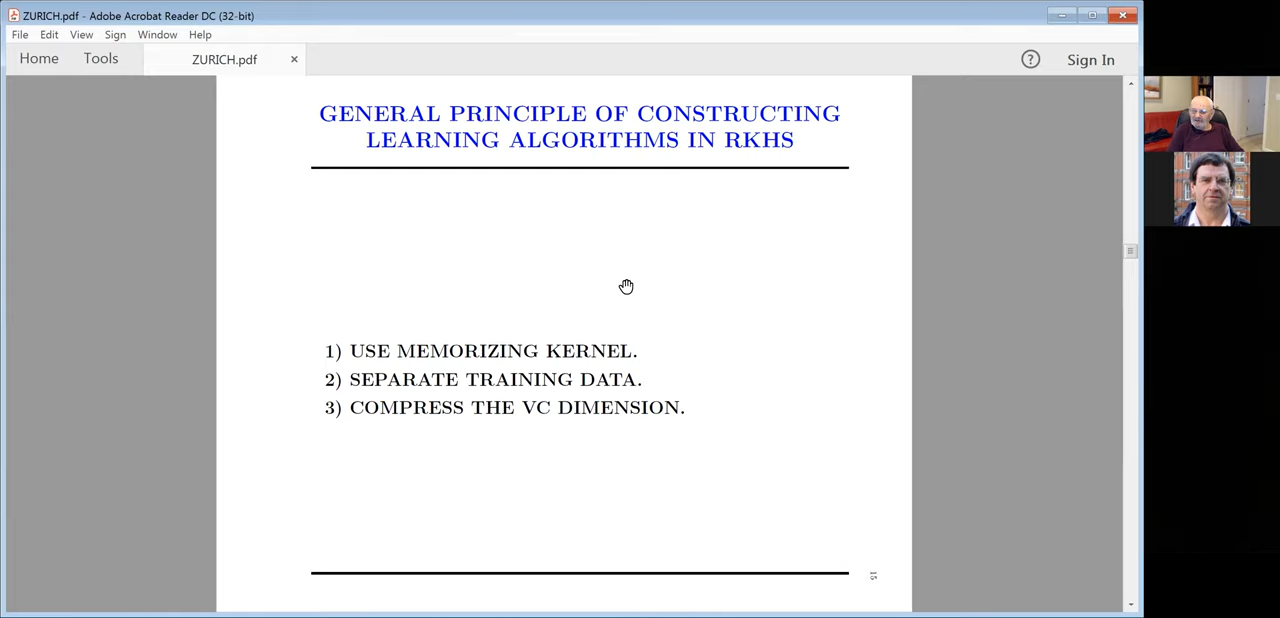 ZURICH.pdf - Adobe Acrobat Reader DC (32-bit)
File Edit View Sign Window Help
Home Tools ZURICH.pdf × ? Sign In
GENERAL PRINCIPLE OF CONSTRUCTING
LEARNING ALGORITHMS IN RKHS
1) USE MEMORIZING KERNEL.
2) SEPARATE TRAINING DATA.
3) COMPRESS THE VC DIMENSION.
15